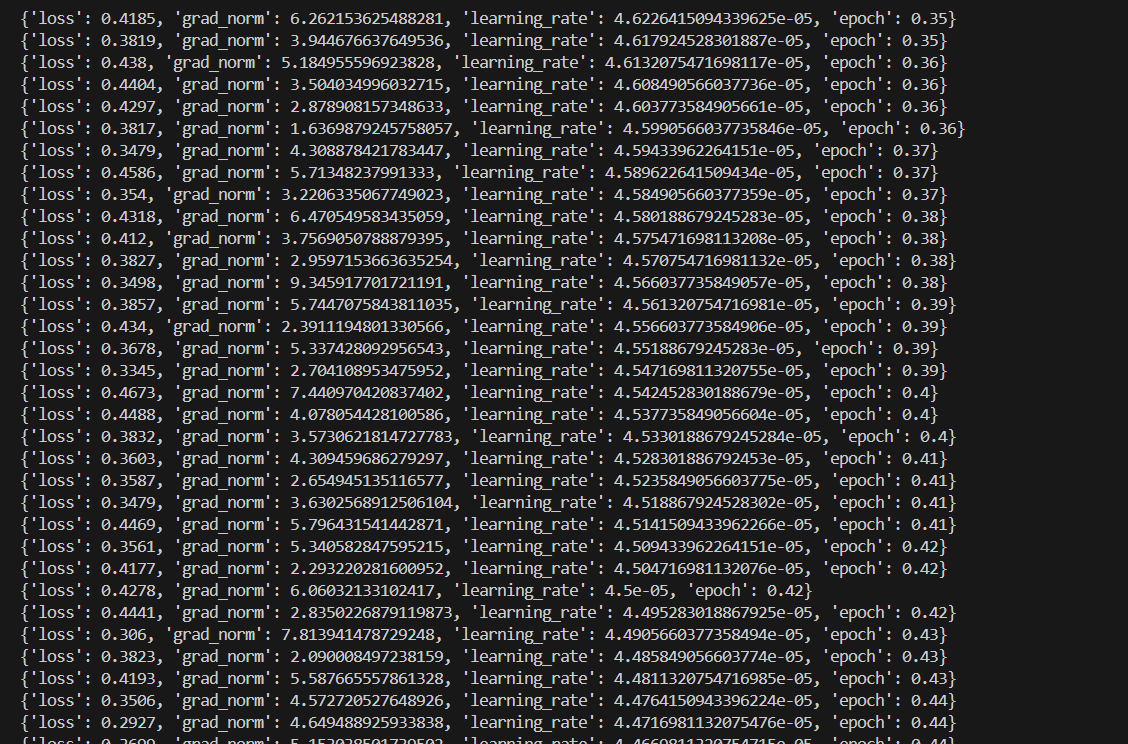 {'loss': 0.4185, 'grad_norm': 6.262153625488281, 'learning_rate': 4.6226415094339625e-05, 'epoch': 0.35}
{'loss': 0.3819, 'grad_norm': 3.944676637649536, 'learning_rate': 4.617924528301887e-05, 'epoch': 0.35}
{'loss': 0.438, 'grad_norm': 5.184955596923828, 'learning_rate': 4.6132075471698117e-05, 'epoch': 0.36}
{'loss': 0.4404, 'grad_norm': 3.504034996032715, 'learning_rate': 4.608490566037736e-05, 'epoch': 0.36}
{'loss': 0.4297, 'grad_norm': 2.878908157348633, 'learning_rate': 4.603773584905661e-05, 'epoch': 0.36}
{'loss': 0.3817, 'grad_norm': 1.6369879245758057, 'learning_rate': 4.5990566037735846e-05, 'epoch': 0.36}
{'loss': 0.3479, 'grad_norm': 4.308878421783447, 'learning_rate': 4.59433962264151e-05, 'epoch': 0.37}
{'loss': 0.4586, 'grad_norm': 5.71348237991333, 'learning_rate': 4.589622641509434e-05, 'epoch': 0.37}
{'loss': 0.354, 'grad_norm': 3.2206335067749023, 'learning_rate': 4.584905660377359e-05, 'epoch': 0.37}
{'loss': 0.4318, 'grad_norm': 6.470549583435059, 'learning_rate': 4.580188679245283e-05, 'epoch': 0.38}
{'loss': 0.412, 'grad_norm': 3.7569050788879395, 'learning_rate': 4.575471698113208e-05, 'epoch': 0.38}
{'loss': 0.3827, 'grad_norm': 2.9597153663635254, 'learning_rate': 4.570754716981132e-05, 'epoch': 0.38}
{'loss': 0.3498, 'grad_norm': 9.345917701721191, 'learning_rate': 4.566037735849057e-05, 'epoch': 0.38}
{'loss': 0.3857, 'grad_norm': 5.7447075843811035, 'learning_rate': 4.561320754716981e-05, 'epoch': 0.39}
{'loss': 0.434, 'grad_norm': 2.3911194801330566, 'learning_rate': 4.556603773584906e-05, 'epoch': 0.39}
{'loss': 0.3678, 'grad_norm': 5.337428092956543, 'learning_rate': 4.55188679245283e-05, 'epoch': 0.39}
{'loss': 0.3345, 'grad_norm': 2.704108953475952, 'learning_rate': 4.547169811320755e-05, 'epoch': 0.39}
{'loss': 0.4673, 'grad_norm': 7.440970420837402, 'learning_rate': 4.542452830188679e-05, 'epoch': 0.4}
{'loss': 0.4488, 'grad_norm': 4.078054428100586, 'learning_rate': 4.537735849056604e-05, 'epoch': 0.4}
{'loss': 0.3832, 'grad_norm': 3.5730621814727783, 'learning_rate': 4.5330188679245284e-05, 'epoch': 0.4}
{'loss': 0.3603, 'grad_norm': 4.309459686279297, 'learning_rate': 4.528301886792453e-05, 'epoch': 0.41}
{'loss': 0.3587, 'grad_norm': 2.654945135116577, 'learning_rate': 4.5235849056603775e-05, 'epoch': 0.41}
{'loss': 0.3479, 'grad_norm': 3.6302568912506104, 'learning_rate': 4.518867924528302e-05, 'epoch': 0.41}
{'loss': 0.4469, 'grad_norm': 5.796431541442871, 'learning_rate': 4.5141509433962266e-05, 'epoch': 0.41}
{'loss': 0.3561, 'grad_norm': 5.340582847595215, 'learning_rate': 4.509433962264151e-05, 'epoch': 0.42}
{'loss': 0.4177, 'grad_norm': 2.293220281600952, 'learning_rate': 4.504716981132076e-05, 'epoch': 0.42}
{'loss': 0.4278, 'grad_norm': 6.06032133102417, 'learning_rate': 4.5e-05, 'epoch': 0.42}
{'loss': 0.4441, 'grad_norm': 2.8350226879119873, 'learning_rate': 4.495283018867925e-05, 'epoch': 0.42}
{'loss': 0.306, 'grad_norm': 7.813941478729248, 'learning_rate': 4.4905660377358494e-05, 'epoch': 0.43}
{'loss': 0.3823, 'grad_norm': 2.090008497238159, 'learning_rate': 4.485849056603774e-05, 'epoch': 0.43}
{'loss': 0.4193, 'grad_norm': 5.587665557861328, 'learning_rate': 4.4811320754716985e-05, 'epoch': 0.43}
{'loss': 0.3506, 'grad_norm': 4.572720527648926, 'learning_rate': 4.4764150943396224e-05, 'epoch': 0.44}
{'loss': 0.2927, 'grad_norm': 4.649488925933838, 'learning_rate': 4.4716981132075476e-05, 'epoch': 0.44}
{'loss': 'grad_norm': 'learning_rate': 'epoch': 0.44}